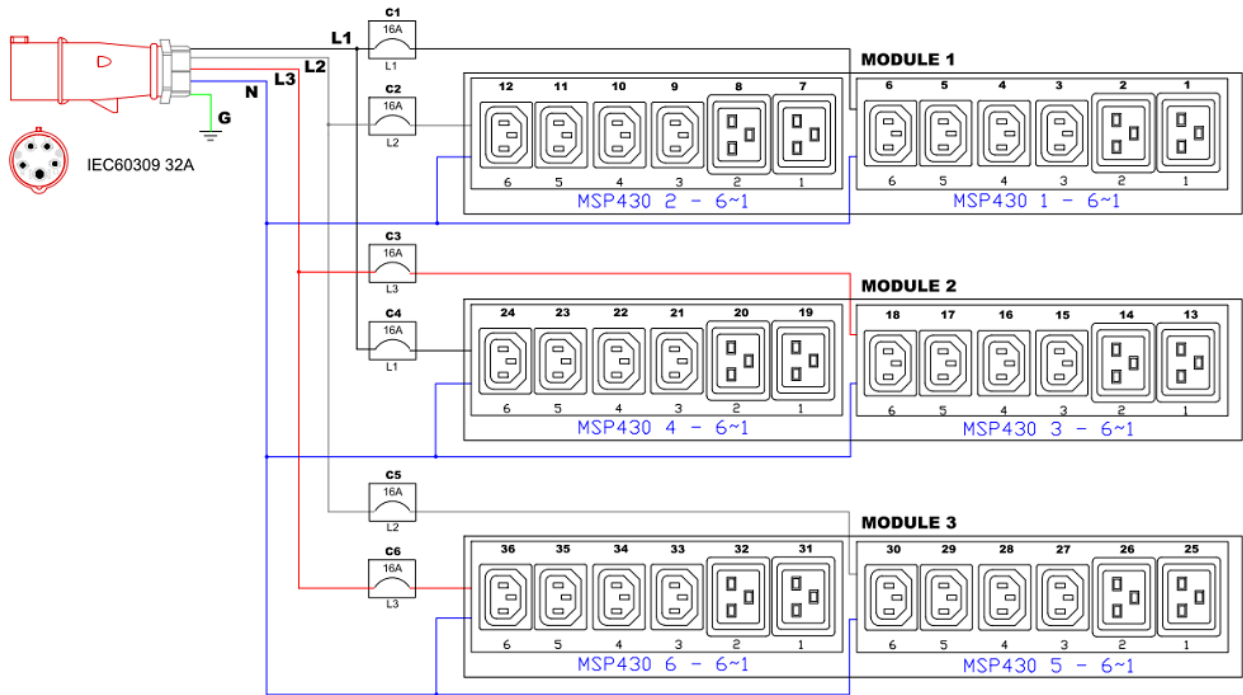 C1
16A
L1
L1
L2
L3
N
G
IEC60309 32A
C2
16A
L2
MODULE 1
12 11 10 9 8 7
6 5 4 3 2 1
MSP430 2 - 6~1
6 5 4 3 2 1
6 5 4 3 2 1
MSP430 1 - 6~1
C3
16A
L3
C4
16A
L1
MODULE 2
24 23 22 21 20 19
6 5 4 3 2 1
MSP430 4 - 6~1
18 17 16 15 14 13
6 5 4 3 2 1
MSP430 3 - 6~1
C5
16A
L2
C6
16A
L3
MODULE 3
36 35 34 33 32 31
6 5 4 3 2 1
MSP430 6 - 6~1
30 29 28 27 26 25
6 5 4 3 2 1
MSP430 5 - 6~1